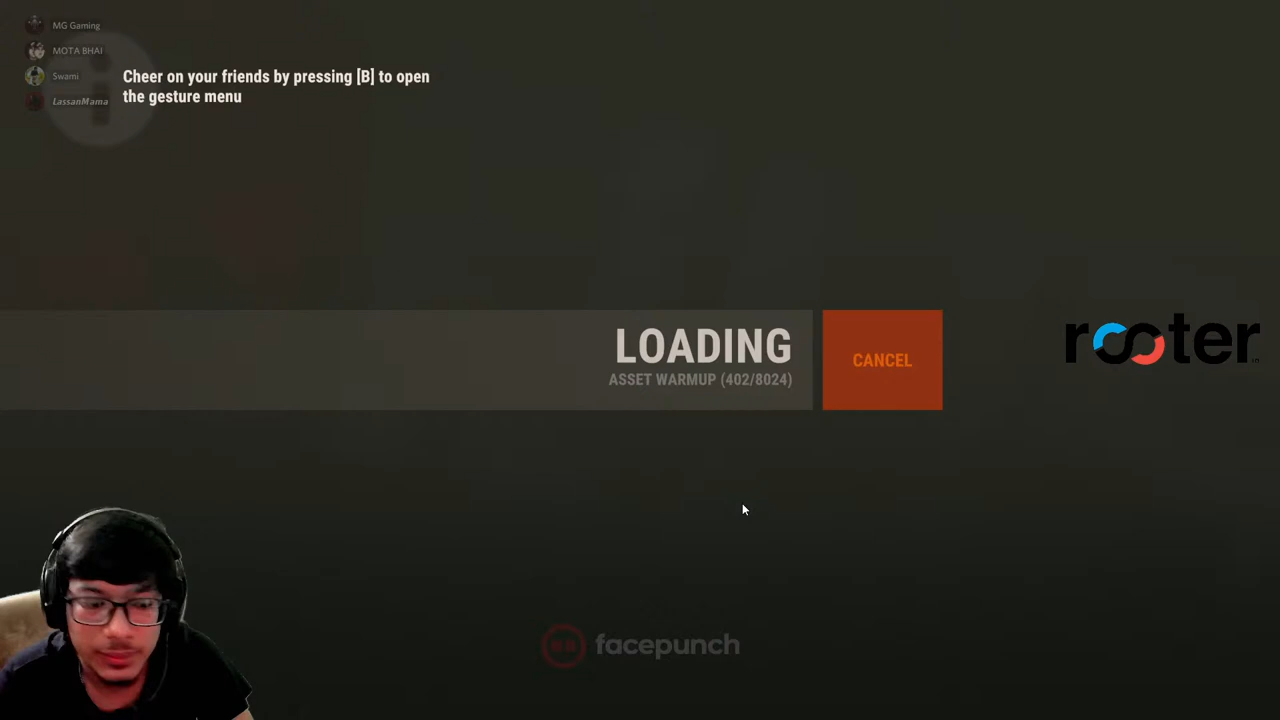 MG Gaming
MOTA BHAI
Swami
LassanMama
Cheer on your friends by pressing [B] to open
the gesture menu
LOADING
ASSET WARMUP (402/8024)
CANCEL
rooter
facepunch